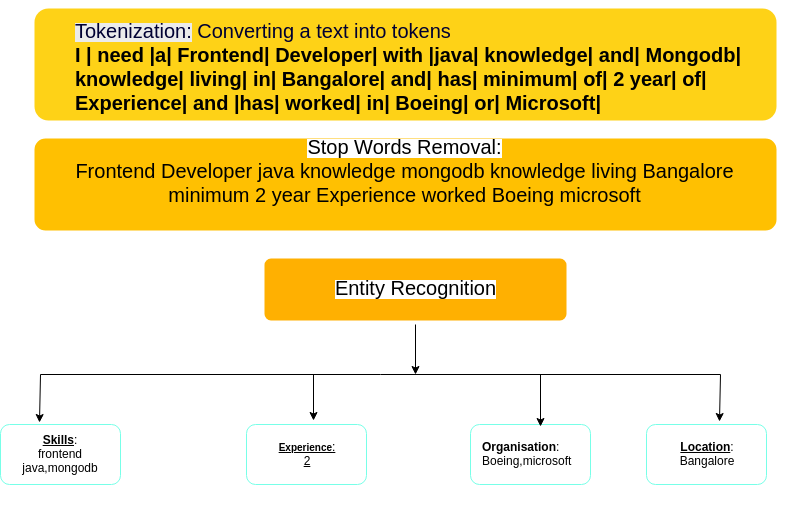 Tokenization: Converting a text into tokens
I | need |a| Frontend| Developer| with |java| knowledge| and| Mongodb|
knowledge| living| in| Bangalore| and| has| minimum| of| 2 year| of|
Experience| and |has| worked| in| Boeing| or| Microsoft|
Stop Words Removal:
Frontend Developer java knowledge mongodb knowledge living Bangalore
minimum 2 year Experience worked Boeing microsoft
Entity Recognition
Skills:
frontend
java,mongodb
Experience:
2
Organisation:
Boeing,microsoft
Location:
Bangalore